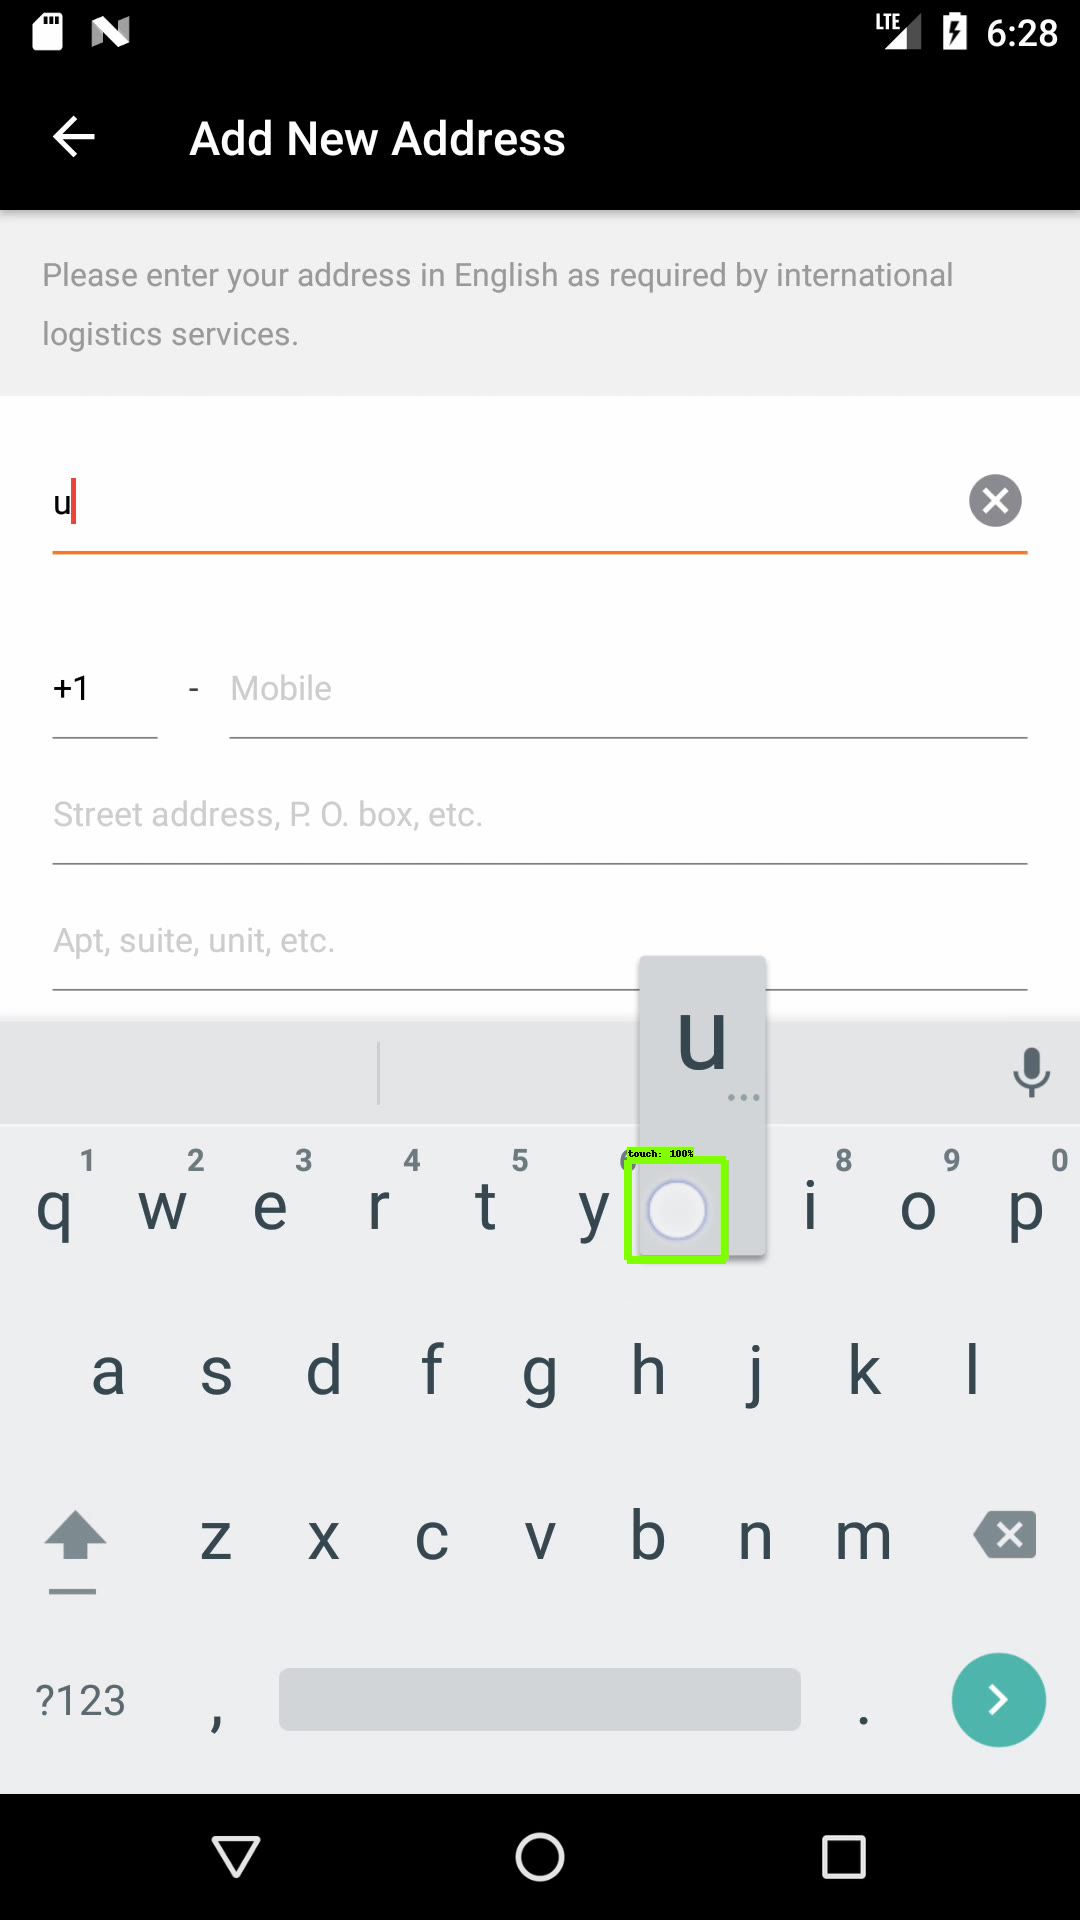 LTE 6:28
Add New Address
Please enter your address in English as required by international
logistics services.
u
+1 - Mobile
Street address, P. O. box, etc.
Apt, suite, unit, etc.
u
...
touch: 100%
1 2 3 4 5 6 8 9 0
q w e r t y i o p
a s d f g h j k l
z x c v b n m
?123 , .